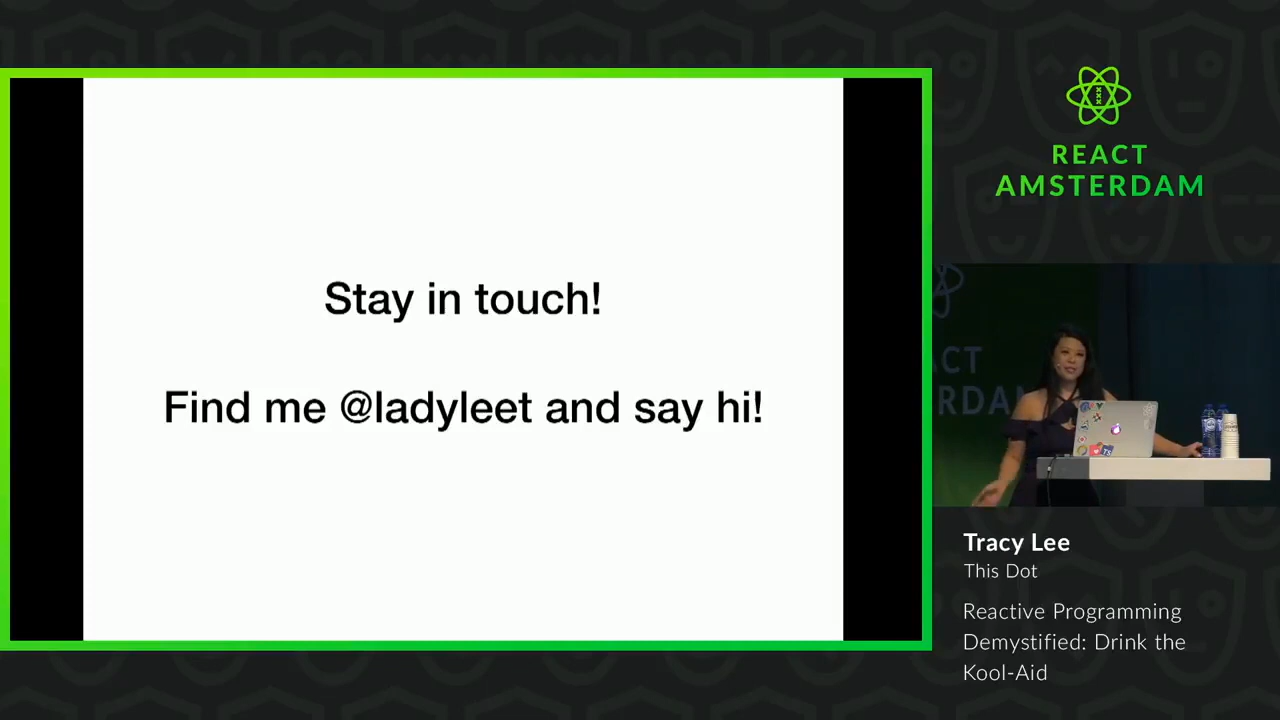 Stay in touch!
Find me @ladyleet and say hi!
REACT
AMSTERDAM
Tracy Lee
This Dot
Reactive Programming
Demystified: Drink the
Kool-Aid